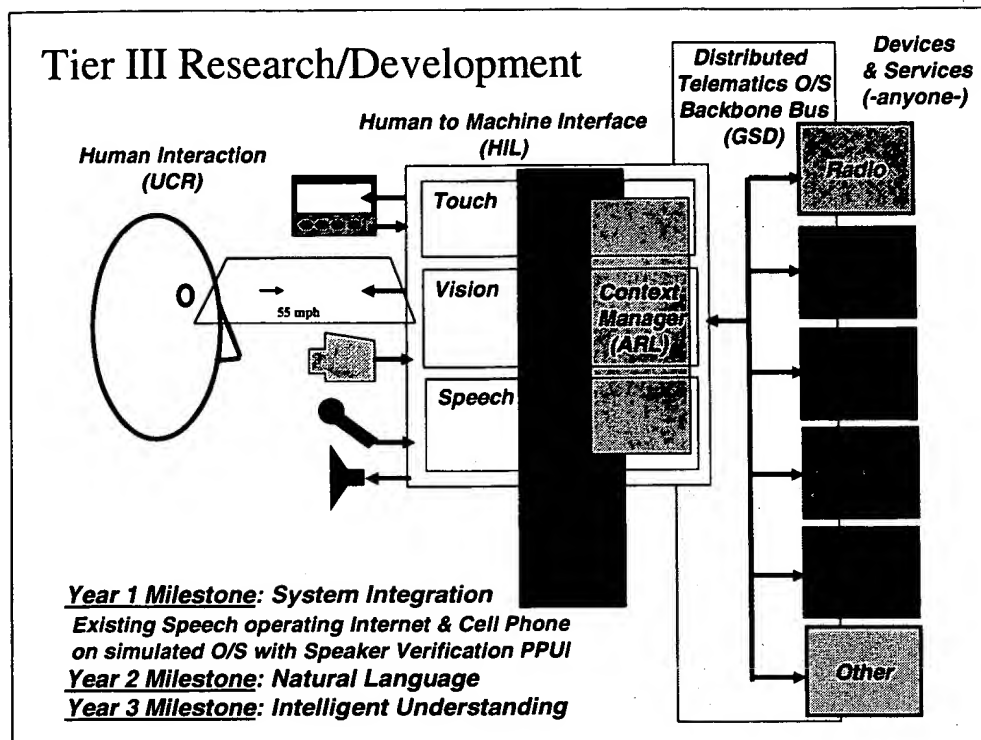 Tier III Research/Development
Distributed
Telematics O/S
Backbone Bus
(GSD)
Devices
& Services
(-anyone-)
Human to Machine Interface
(HIL)
Human Interaction
(UCR)
Touch
Vision
Speech
55 mph
Context
Manager
(ARL)
Radio
Other
Year 1 Milestone: System Integration
Existing Speech operating Internet & Cell Phone
on simulated O/S with Speaker Verification PPUI
Year 2 Milestone: Natural Language
Year 3 Milestone: Intelligent Understanding